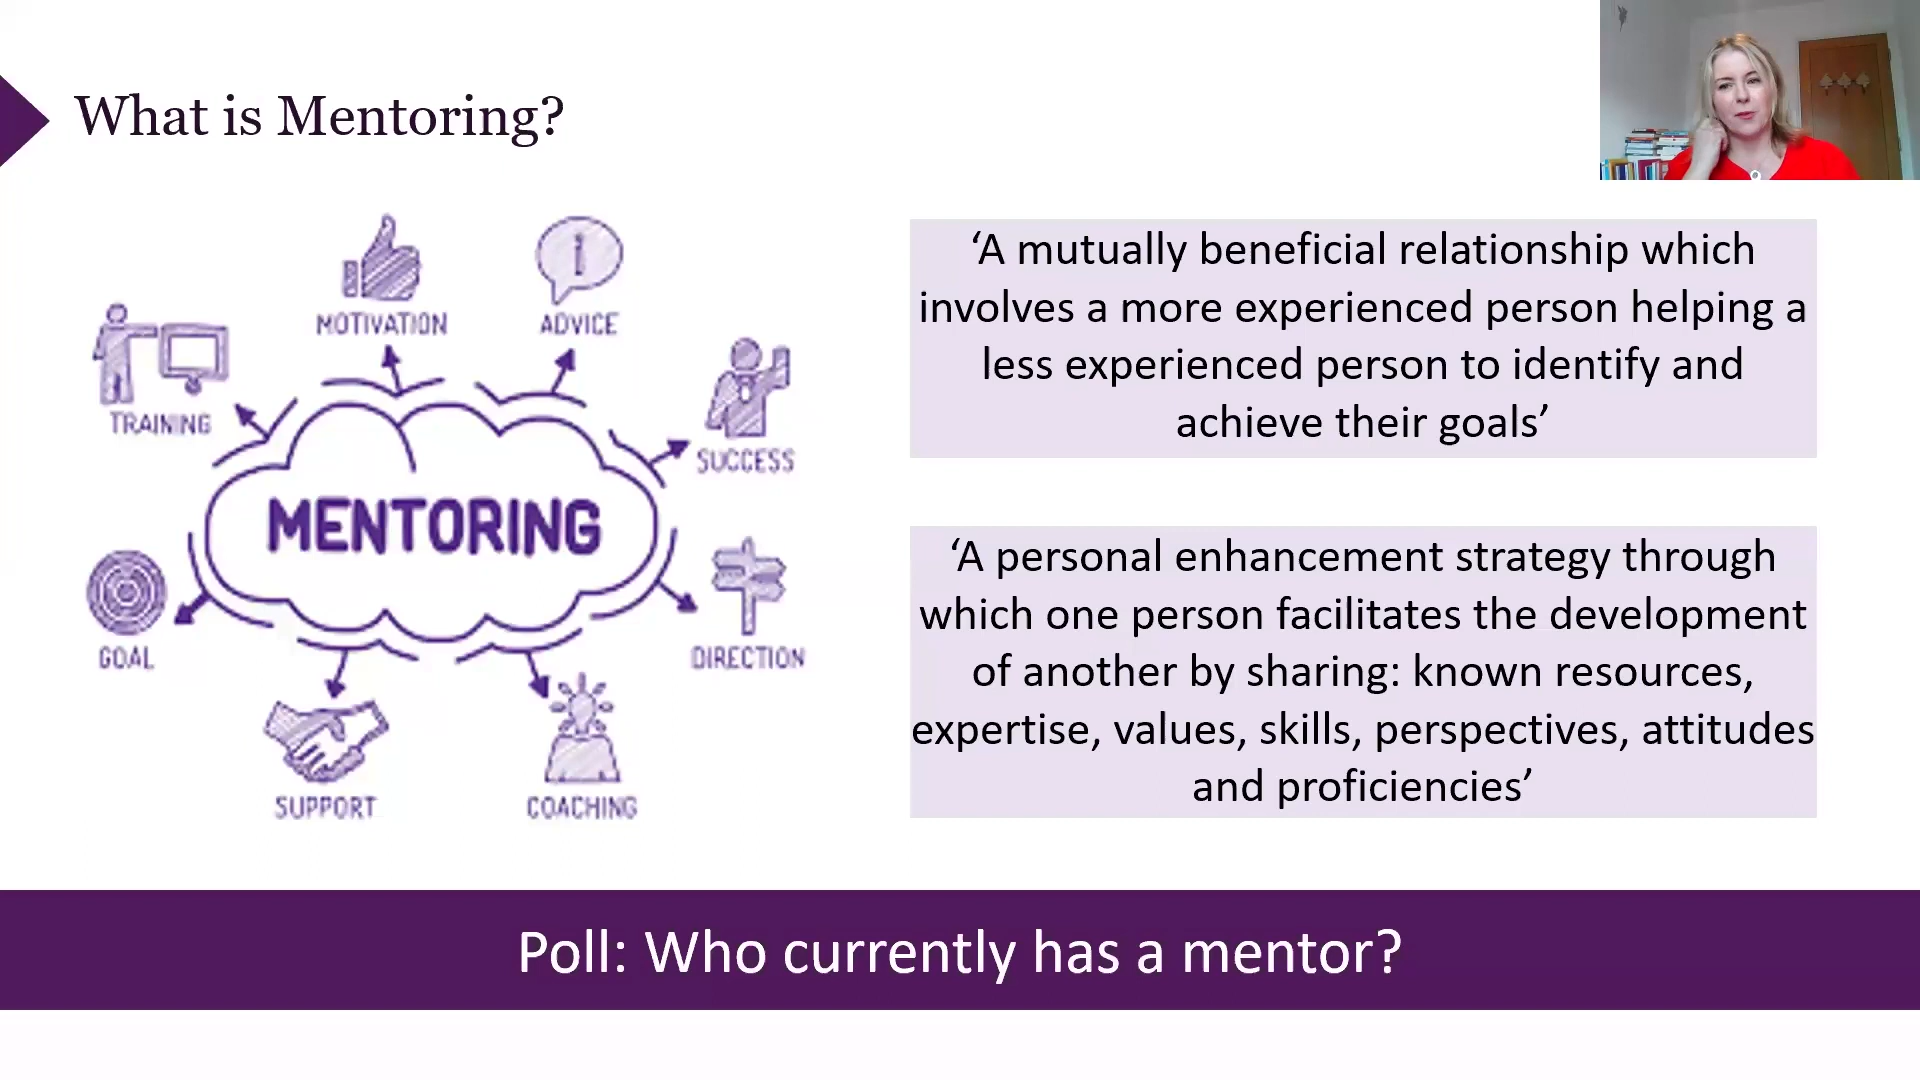 What is Mentoring?
MOTIVATION
ADVICE
TRAINING
SUCCESS
MENTORING
GOAL
DIRECTION
SUPPORT
COACHING
‘A mutually beneficial relationship which
involves a more experienced person helping a
less experienced person to identify and
achieve their goals’
‘A personal enhancement strategy through
which one person facilitates the development
of another by sharing: known resources,
expertise, values, skills, perspectives, attitudes
and proficiencies’
Poll: Who currently has a mentor?